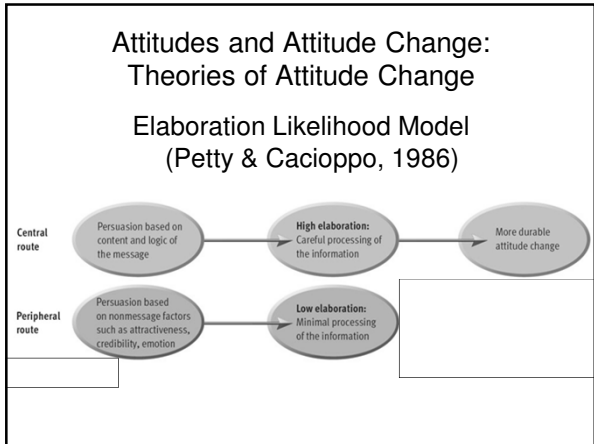 Attitudes and Attitude Change:
Theories of Attitude Change
Elaboration Likelihood Model
(Petty & Cacioppo, 1986)
Central
route
Persuasion based on
content and logic of
the message
High elaboration:
Careful processing of
the information
More durable
attitude change
Peripheral
route
Persuasion based
on nonmessage factors
such as attractiveness,
credibility, emotion
Low elaboration:
Minimal processing
of the information